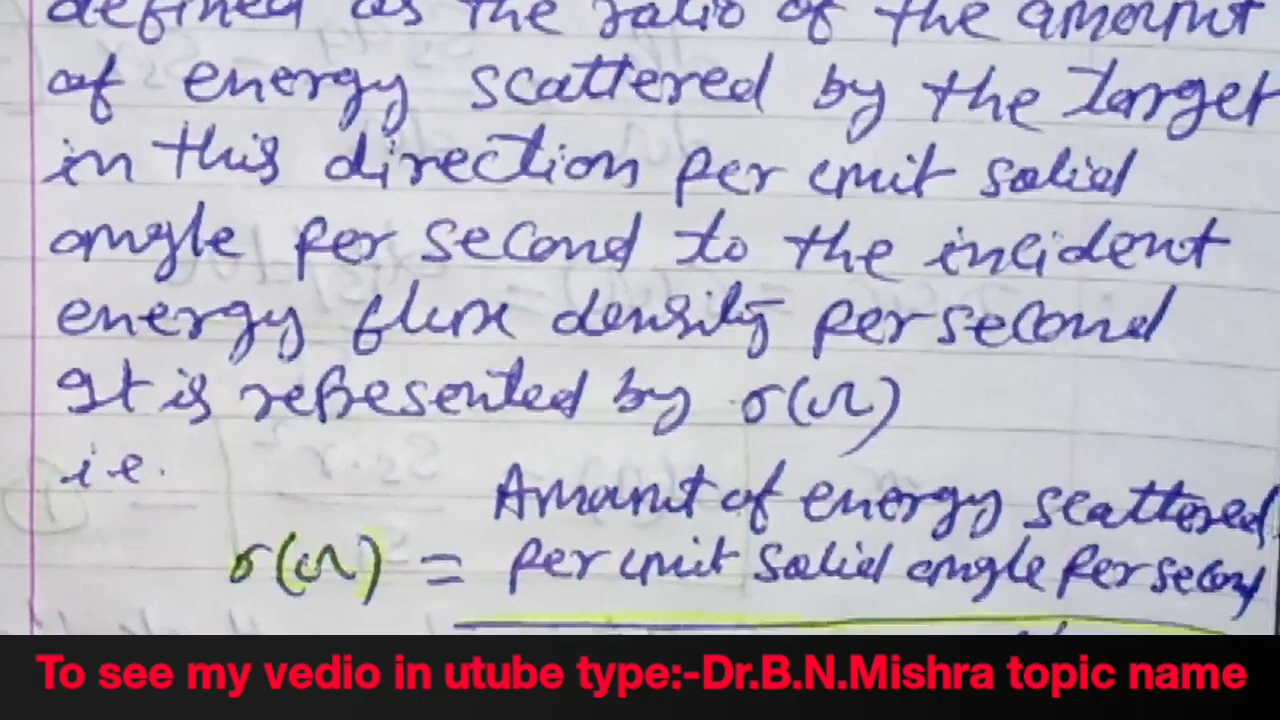 defined as the ratio of the amount
of energy scattered by the target
in this direction per unit solid
angle per second to the incident
energy flux density per second
It is represented by σ(Ω)
i.e.
Amount of energy scattered
σ(Ω) = per unit solid angle per second
To see my vedio in utube type:-Dr.B.N.Mishra topic name